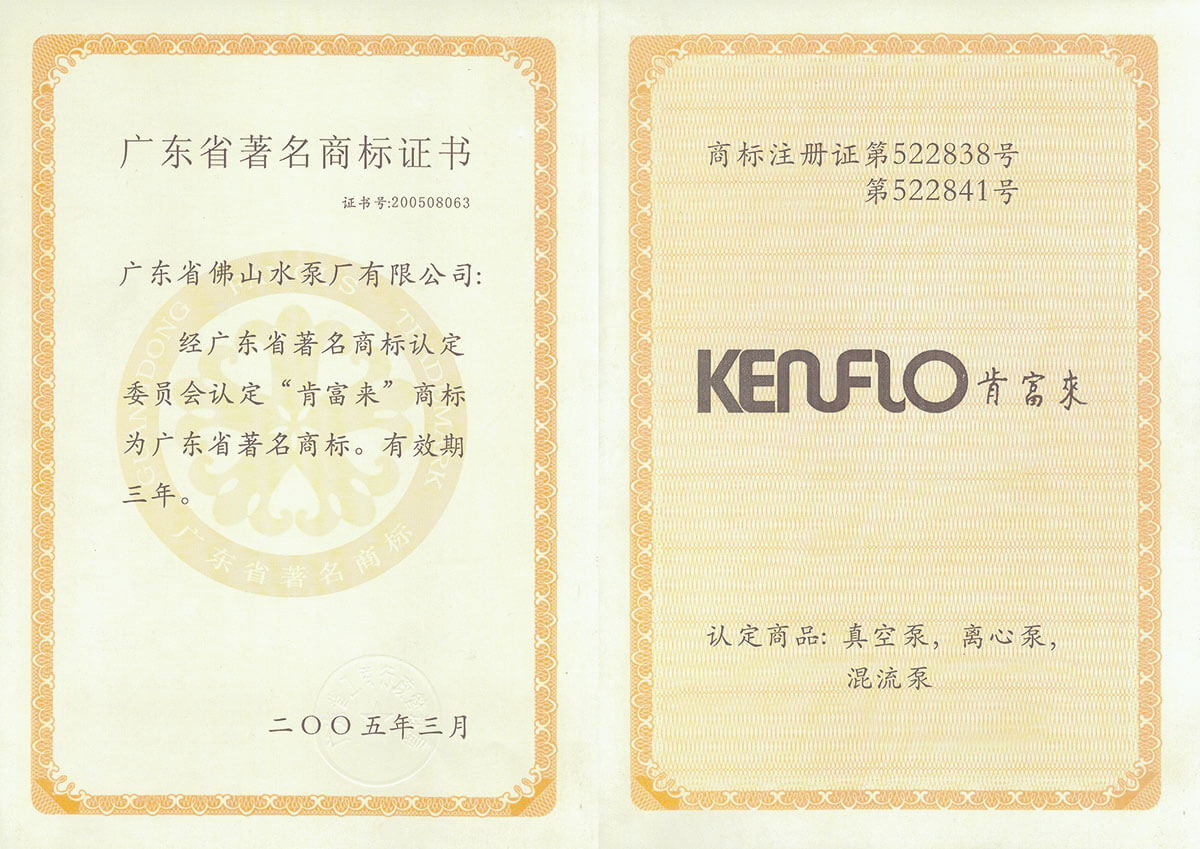 广东省著名商标证书
证书号:200508063
广东省佛山水泵厂有限公司:
经广东省著名商标认定
委员会认定“肯富来”商标
为广东省著名商标。有效期
三年。
广东省著名商标
二〇〇五年三月
商标注册证第522838号
第522841号
KENFLO 肯富來
认定商品: 真空泵, 离心泵,
混流泵